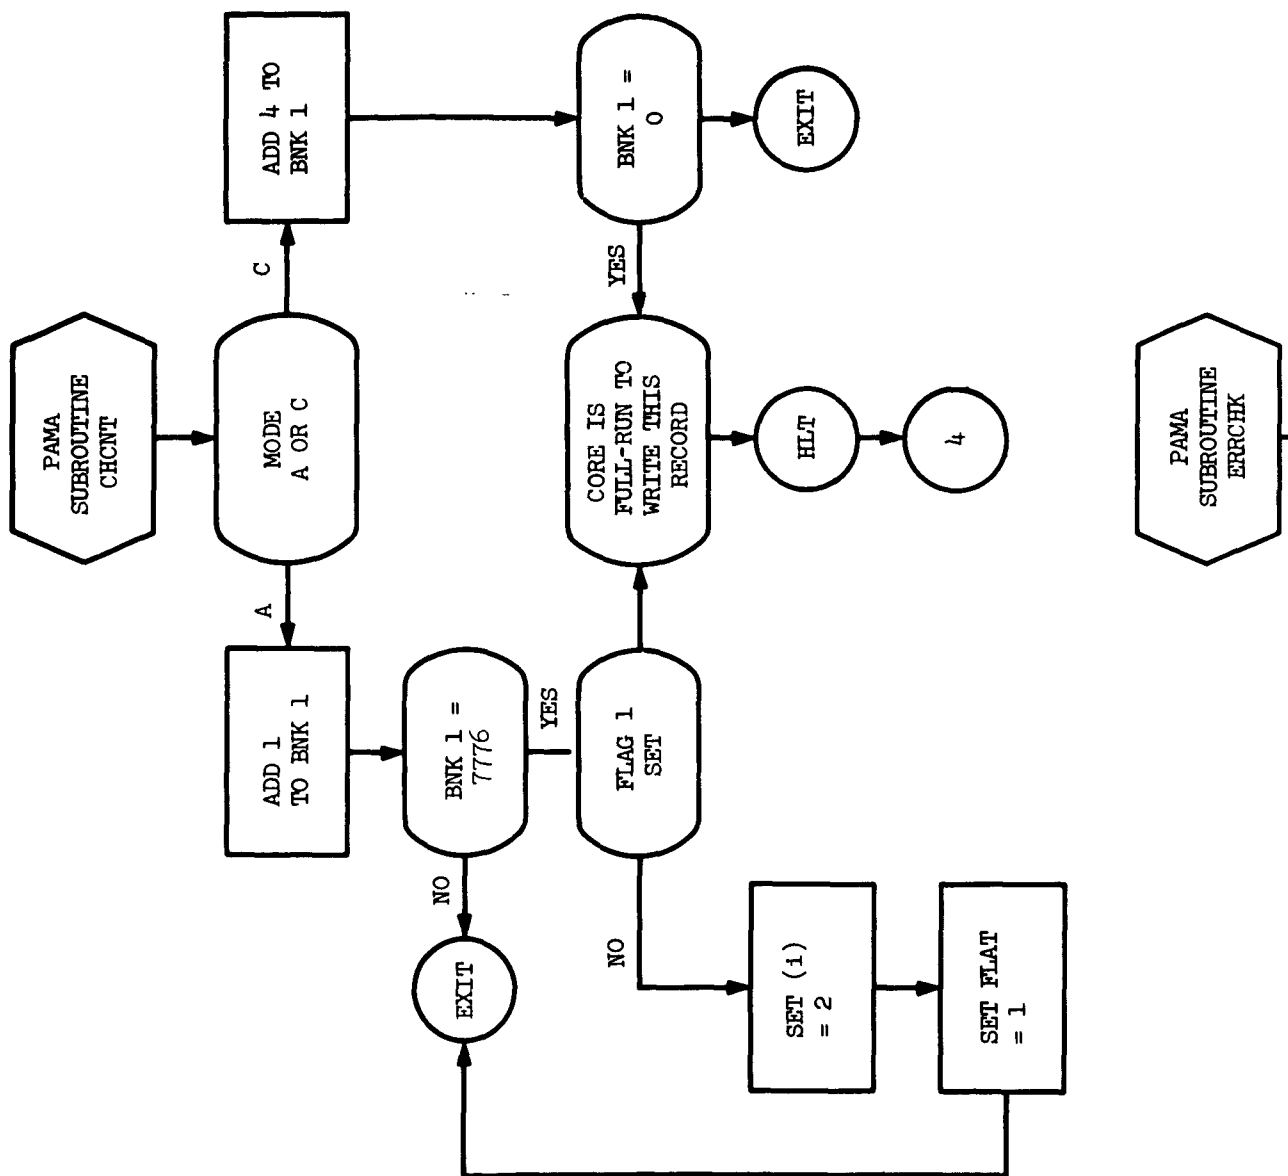 PAMA
SUBROUTINE
CHCNT
MODE
A OR C
A
C
ADD 1
TO BNK 1
ADD 4 TO
BNK 1
BNK 1 =
7776
NO
YES
EXIT
FLAG 1
SET
NO
CORE IS
FULL-RUN TO
WRITE THIS
RECORD
YES
BNK 1 =
0
EXIT
HLT
4
SET (i)
= 2
SET FLAT
= 1
PAMA
SUBROUTINE
ERRCHK